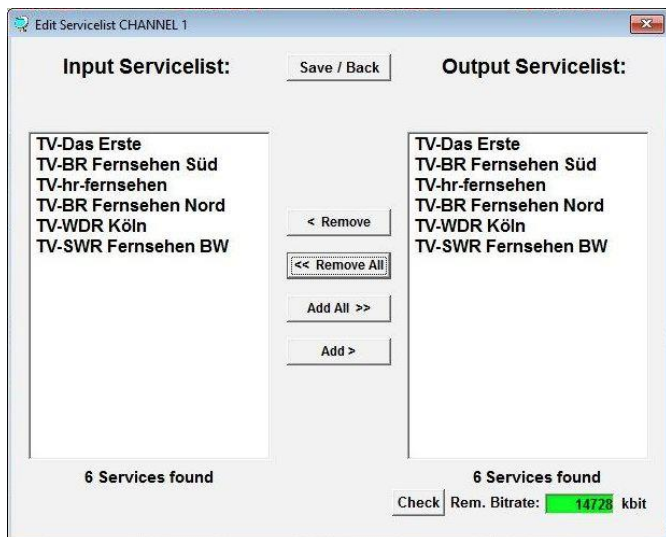 Edit Servicelist CHANNEL 1
Input Servicelist:
Save / Back
Output Servicelist:
TV-Das Erste
TV-BR Fernsehen Süd
TV-hr-fernsehen
TV-BR Fernsehen Nord
TV-WDR Köln
TV-SWR Fernsehen BW
< Remove
<< Remove All
Add All >>
Add >
TV-Das Erste
TV-BR Fernsehen Süd
TV-hr-fernsehen
TV-BR Fernsehen Nord
TV-WDR Köln
TV-SWR Fernsehen BW
6 Services found
6 Services found
Check Rem. Bitrate: 14728 kbit